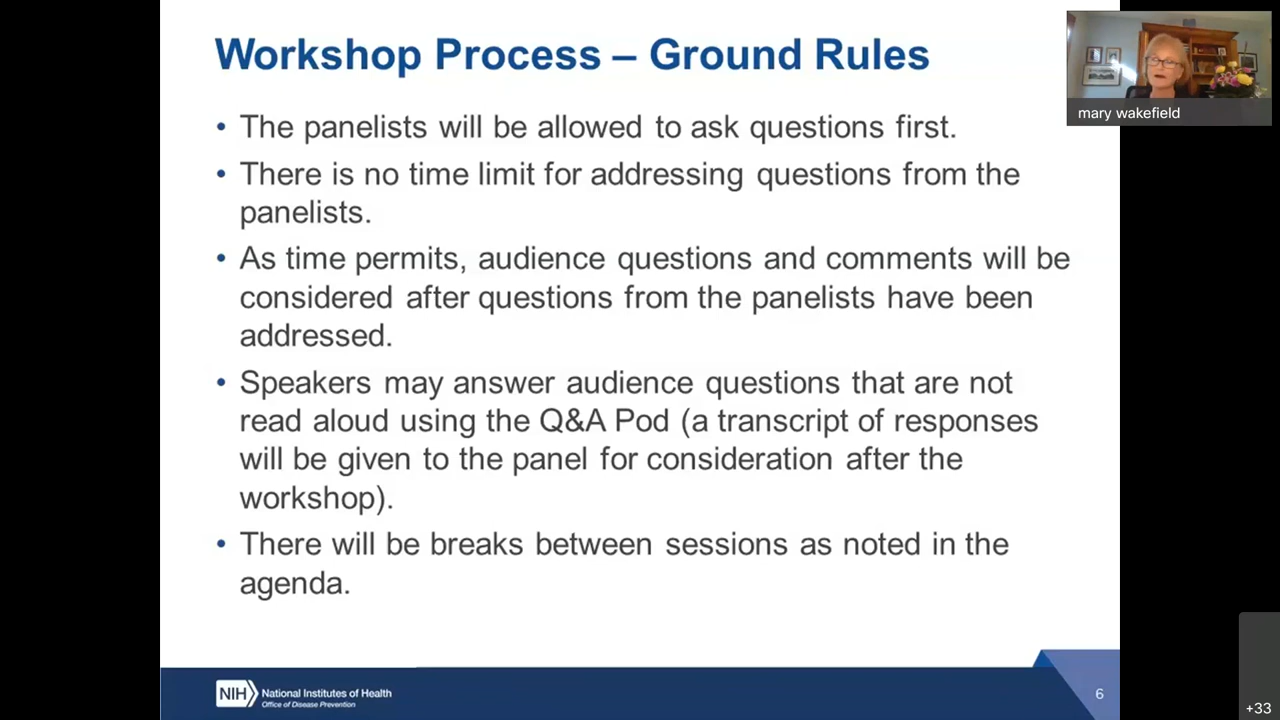 Workshop Process – Ground Rules
mary wakefield
• The panelists will be allowed to ask questions first.
• There is no time limit for addressing questions from the
panelists.
• As time permits, audience questions and comments will be
considered after questions from the panelists have been
addressed.
• Speakers may answer audience questions that are not
read aloud using the Q&A Pod (a transcript of responses
will be given to the panel for consideration after the
workshop).
• There will be breaks between sessions as noted in the
agenda.
NIH National Institutes of Health
Office of Disease Prevention
6
+33